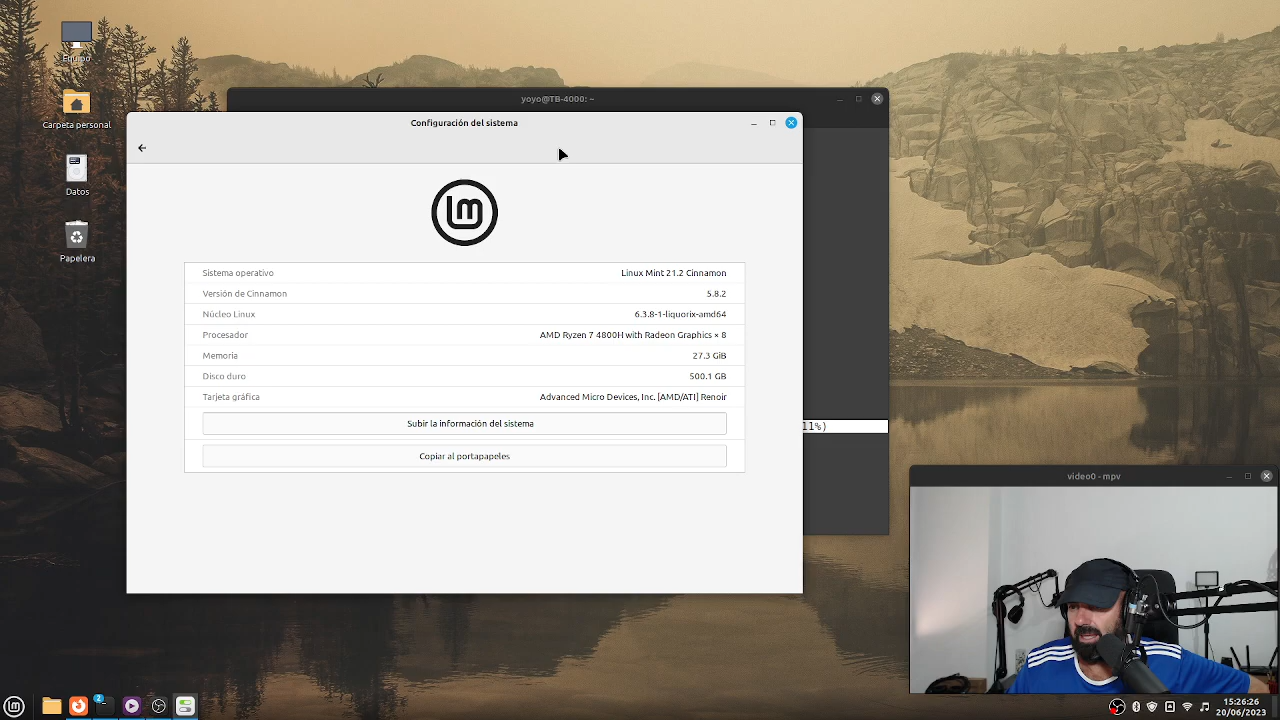 Equipo
Carpeta personal
Datos
Papelera
yoyo@TB-4000: ~
Configuración del sistema
Sistema operativo Linux Mint 21.2 Cinnamon
Versión de Cinnamon 5.8.2
Núcleo Linux 6.3.8-1-liquorix-amd64
Procesador AMD Ryzen 7 4800H with Radeon Graphics × 8
Memoria 27.3 GiB
Disco duro 500.1 GB
Tarjeta gráfica Advanced Micro Devices, Inc. [AMD/ATI] Renoir
Subir la información del sistema
Copiar al portapapeles
11%)
video0 - mpv
2
15:26:26
20/06/2023